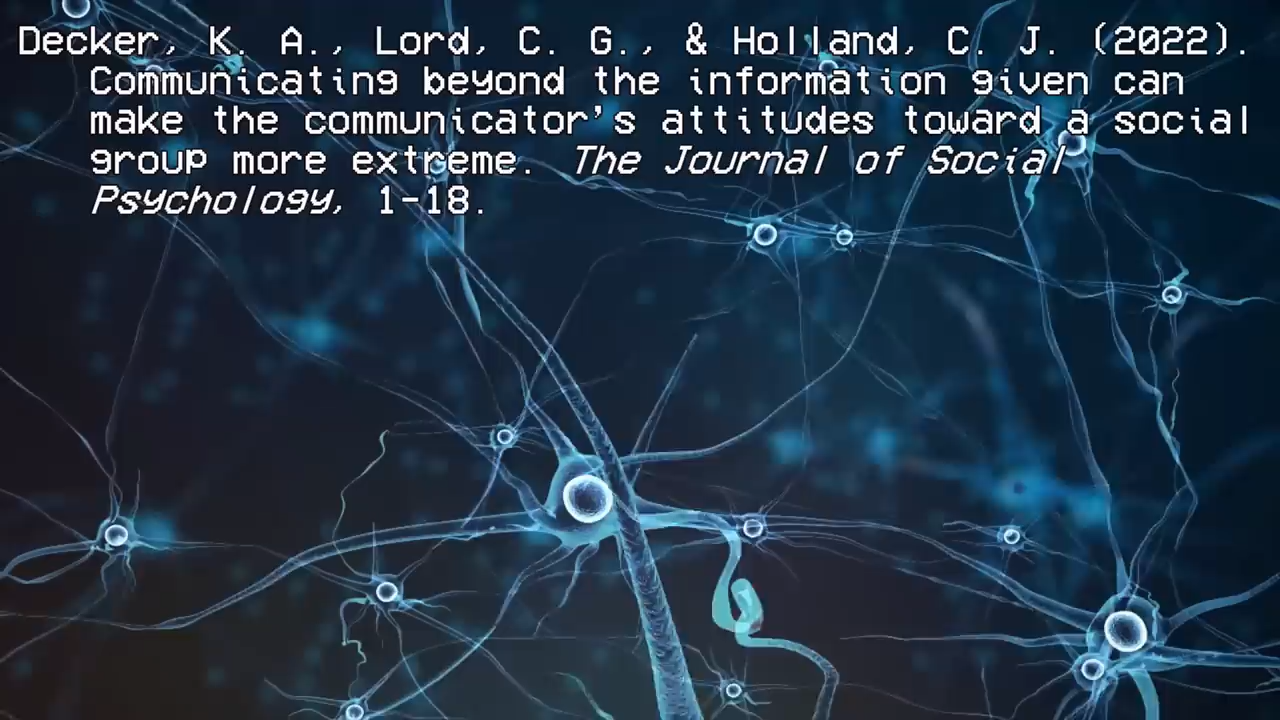 Decker, K. A., Lord, C. G., & Holland, C. J. (2022).
Communicating beyond the information given can
make the communicator's attitudes toward a social
group more extreme. The Journal of Social
Psychology, 1-18.